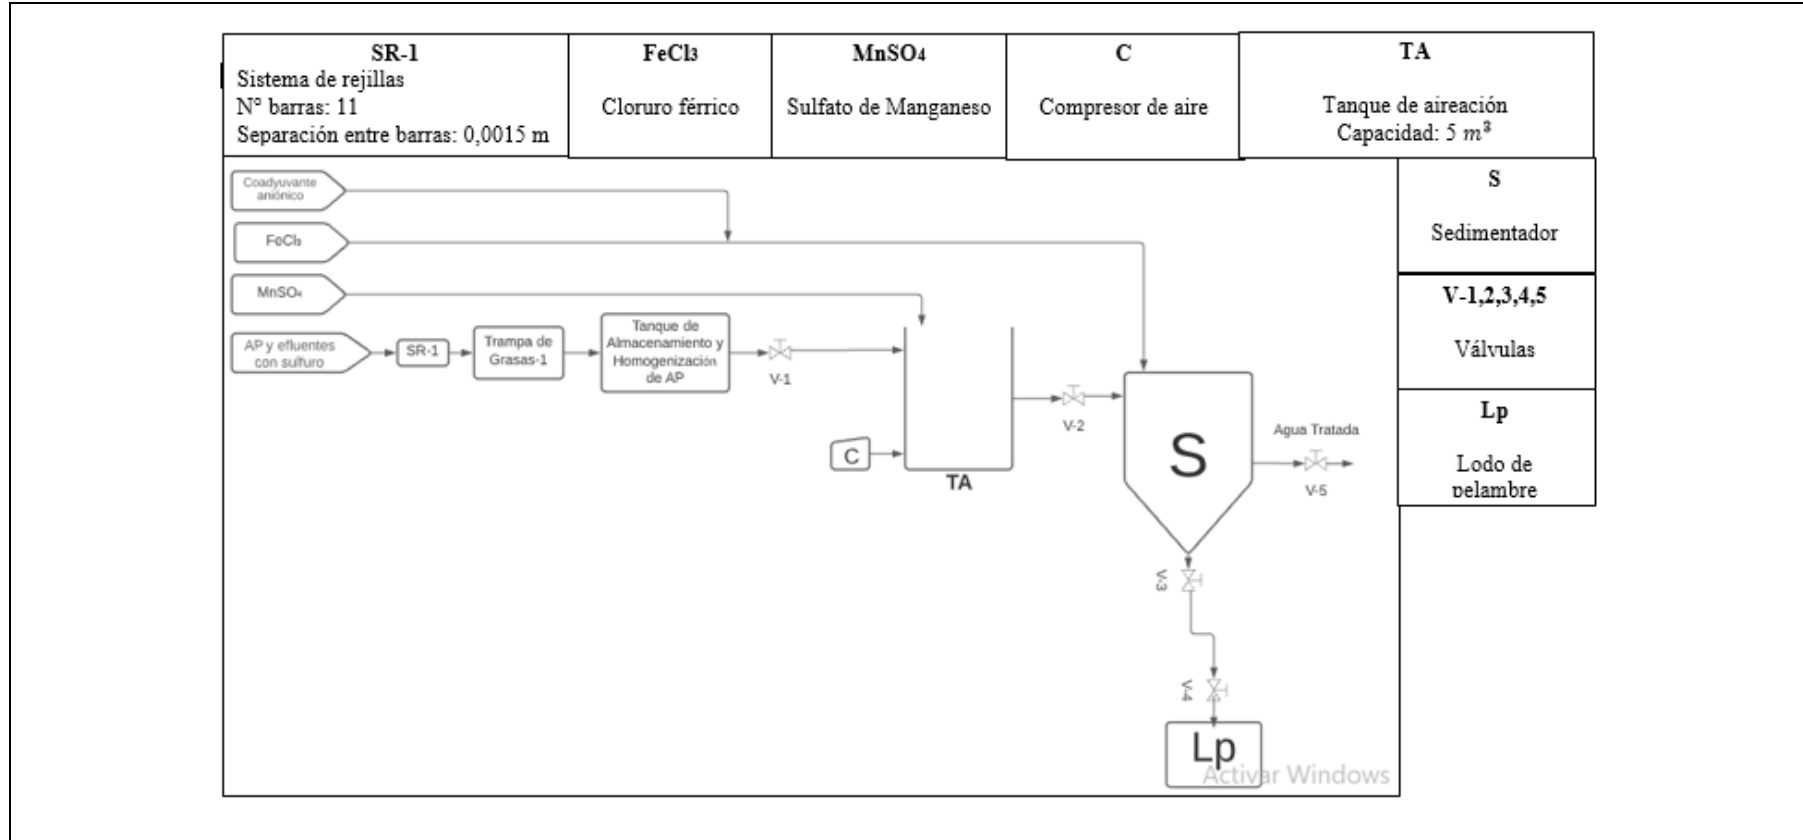 SR-1
Sistema de rejillas
N° barras: 11
Separación entre barras: 0,0015 m
FeCl3
Cloruro férrico
MnSO4
Sulfato de Manganeso
C
Compresor de aire
TA
Tanque de aireación
Capacidad: 5 m³
S
Sedimentador
V-1,2,3,4,5
Válvulas
Lp
Lodo de
pelambre
Coadyuvante
aniónico
FeCl3
MnSO4
AP y efluentes
con sulfuro
SR-1
Trampa de
Grasas-1
Tanque de
Almacenamiento y
Homogenización
de AP
V-1
C
TA
V-2
S
Agua Tratada
V-5
V-3
V-4
Lp
Activar Windows